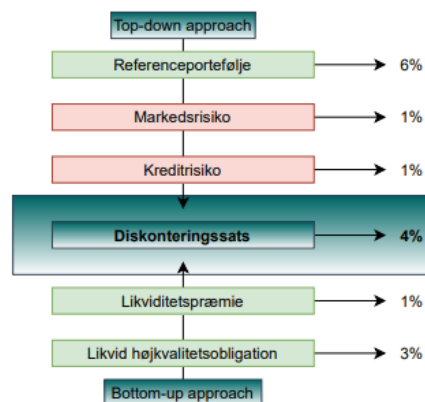 Top-down approach
Referenceportefølje 6%
Markedsrisiko 1%
Kreditrisiko 1%
Diskonteringssats 4%
Likviditetspræmie 1%
Likvid højkvalitetsobligation 3%
Bottom-up approach